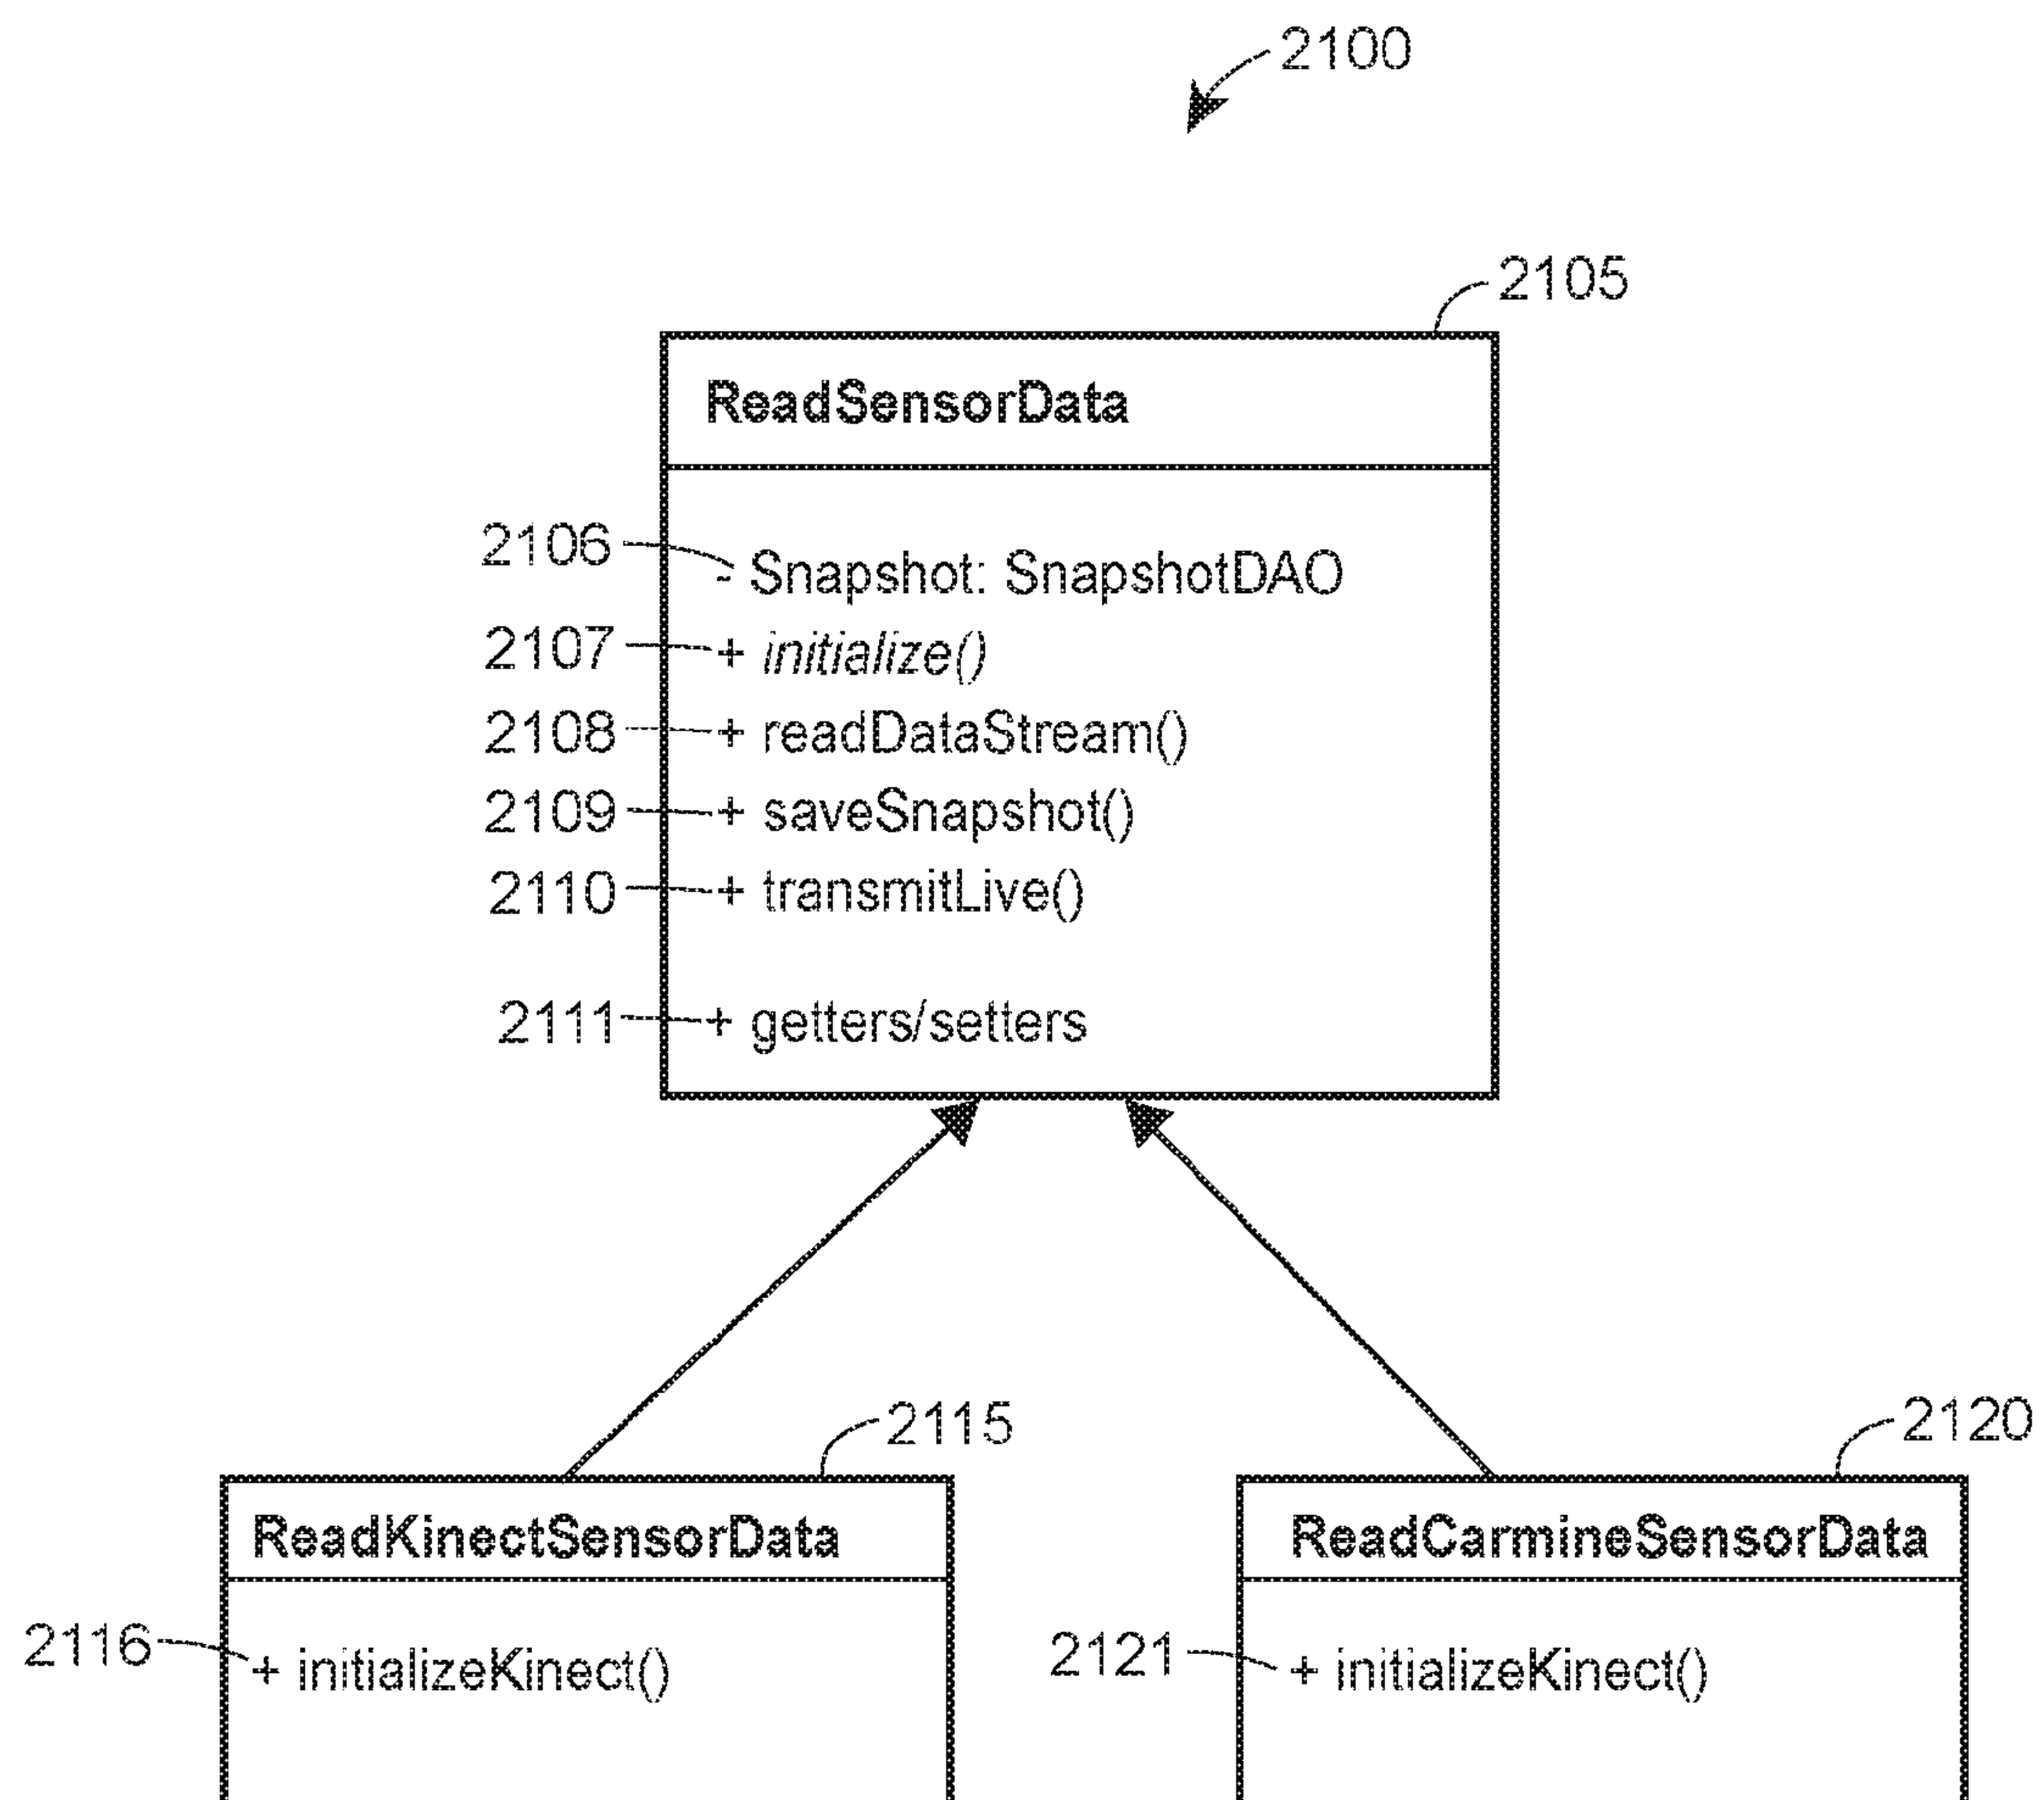 2100
2105
ReadSensorData
2106 - Snapshot: SnapshotDAO
2107 + initialize()
2108 + readDataStream()
2109 + saveSnapshot()
2110 + transmitLive()
2111 + getters/setters
2115
2120
ReadKinectSensorData
ReadCarmineSensorData
2116 + initializeKinect()
2121 + initializeKinect()